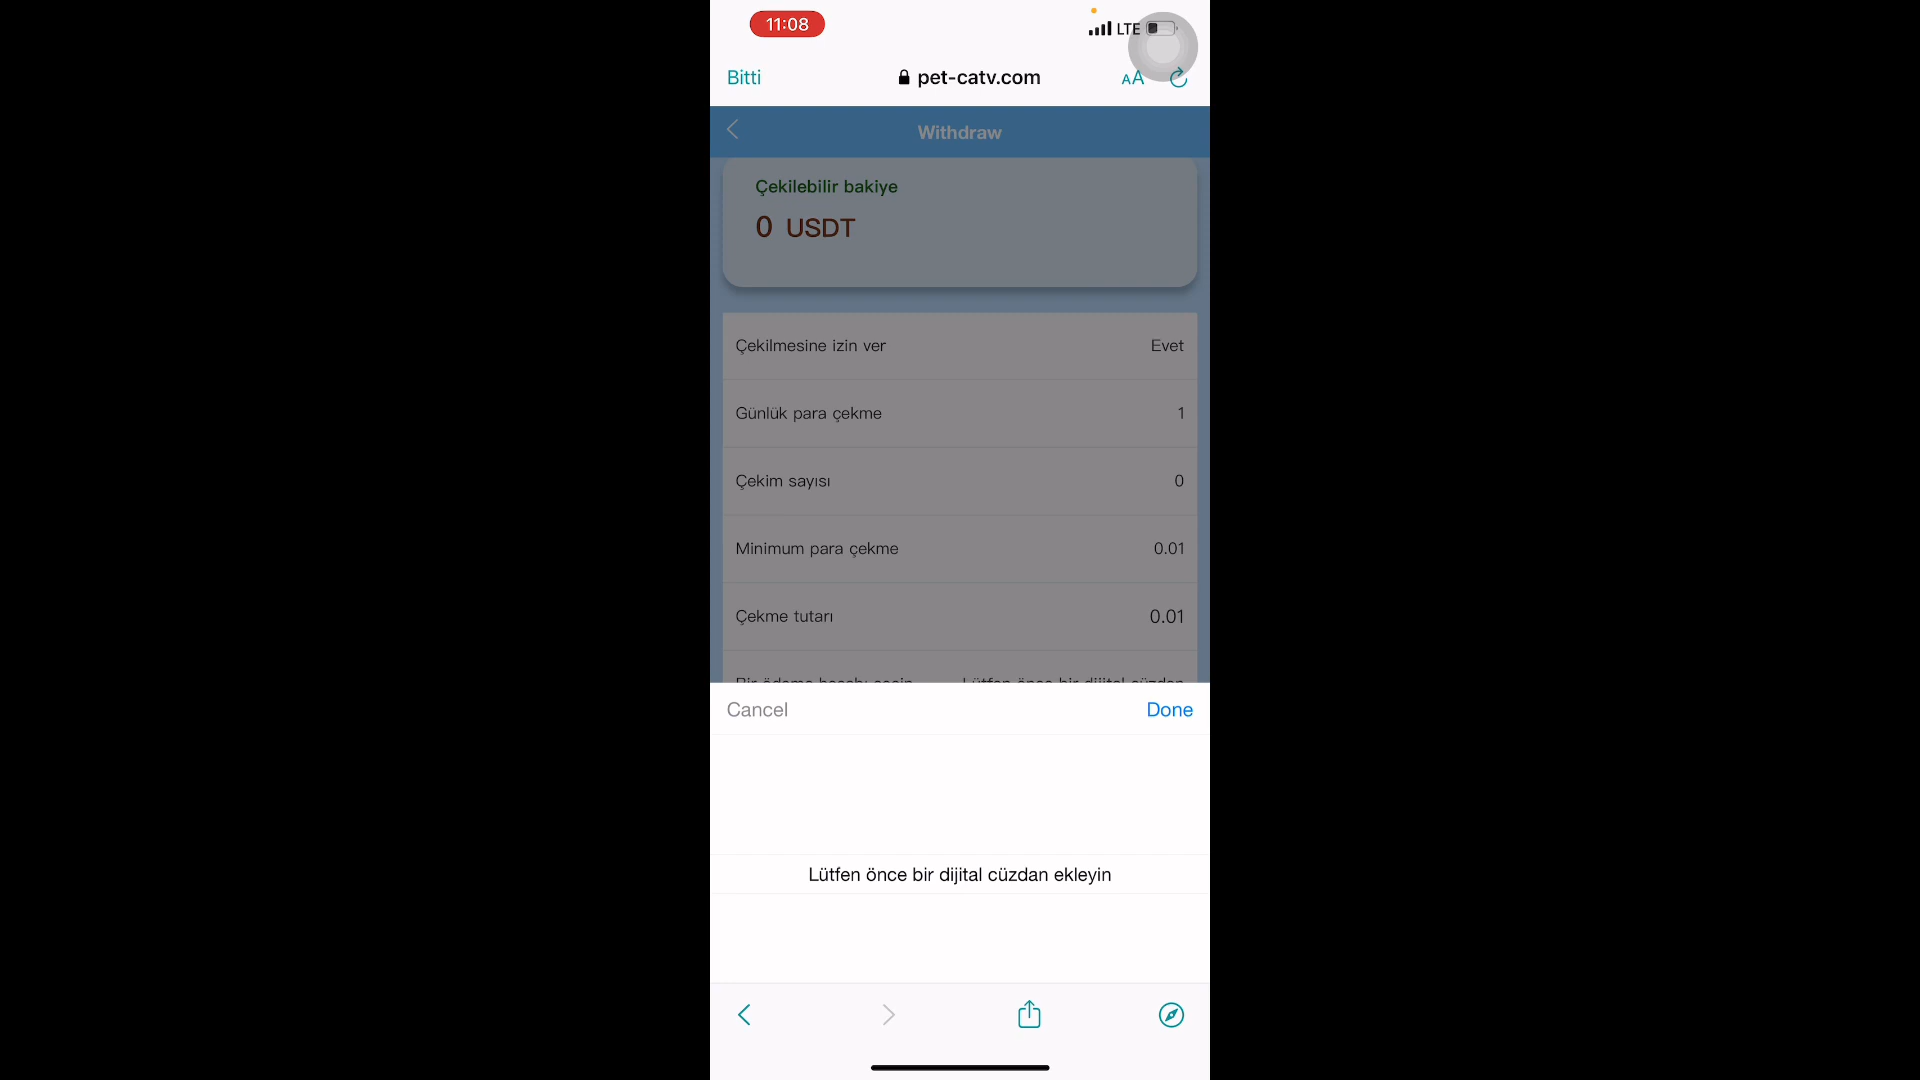 11:08
LTE
Bitti
pet-catv.com
AA
Withdraw
Çekilebilir bakiye
0 USDT
Çekilmesine izin ver Evet
Günlük para çekme 1
Çekim sayısı 0
Minimum para çekme 0.01
Çekme tutarı 0.01
Bir ödeme hesabı seçin Lütfen önce bir dijital cüzdan
Cancel Done
Lütfen önce bir dijital cüzdan ekleyin